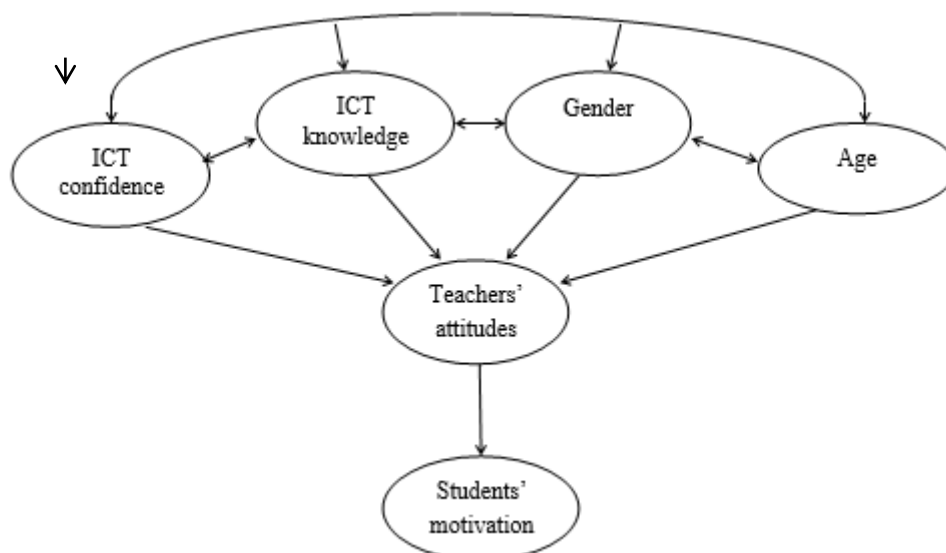 ICT
knowledge
Gender
ICT
confidence
Age
Teachers’
attitudes
Students’
motivation